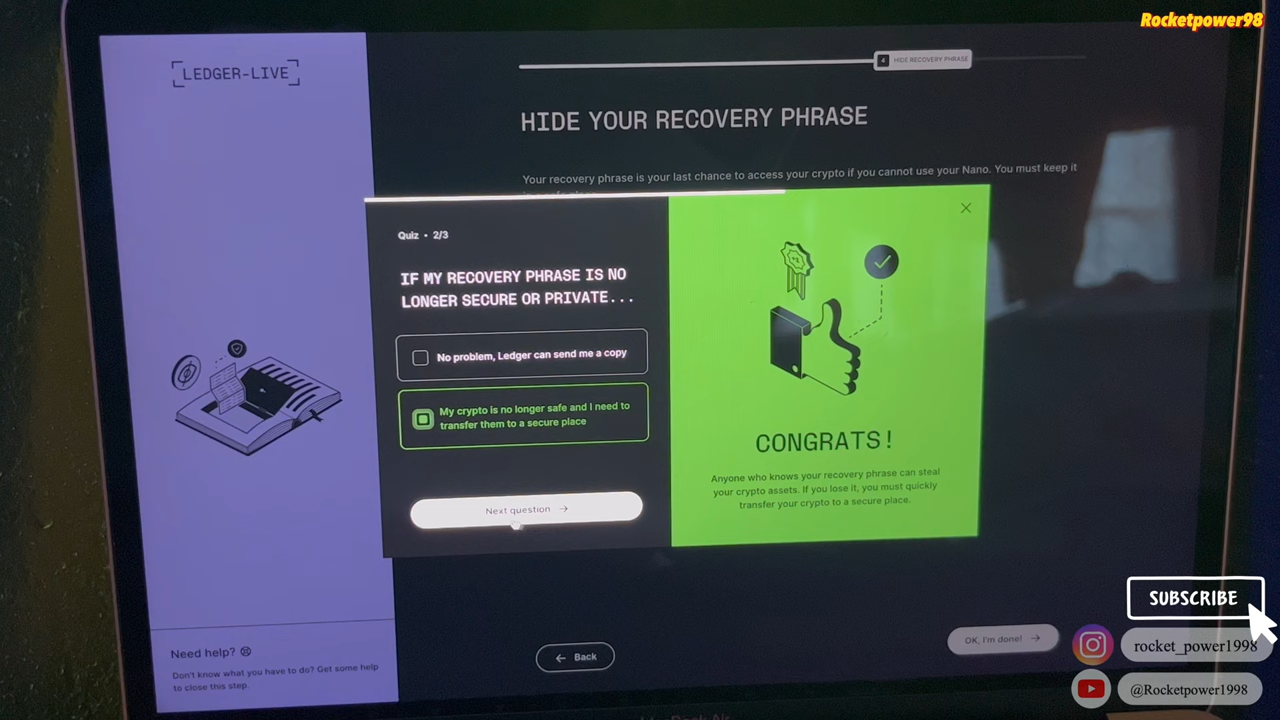 Rocketpower98
LEDGER-LIVE
4 HIDE RECOVERY PHRASE
HIDE YOUR RECOVERY PHRASE
Your recovery phrase is your last chance to access your crypto if you cannot use your Nano. You must keep it
Quiz • 2/3
IF MY RECOVERY PHRASE IS NO
LONGER SECURE OR PRIVATE...
No problem, Ledger can send me a copy
My crypto is no longer safe and I need to
transfer them to a secure place
Next question →
CONGRATS!
Anyone who knows your recovery phrase can steal
your crypto assets. If you lose it, you must quickly
transfer your crypto to a secure place.
Need help?
Don't know what you have to do? Get some help
to close this step.
← Back
OK, I'm done! →
SUBSCRIBE
rocket_power1998
@Rocketpower1998